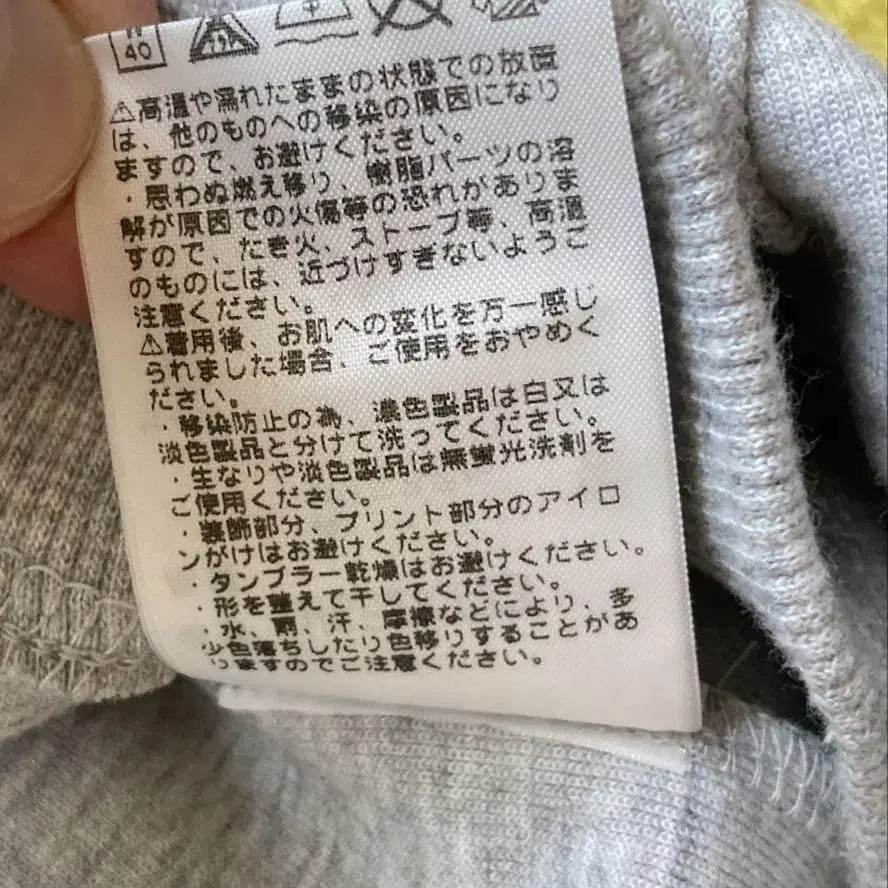 40
⚠高温や濡れたままの状態での放置
は、他のものへの移染の原因になり
ますので、お避けください。
・思わぬ燃え移り、樹脂パーツの溶
解が原因での火傷等の恐れがありま
すので、たき火、ストーブ等、高温
のものには、近づけすぎないようご
注意ください。
⚠着用後、お肌への変化を万一感じ
られました場合、ご使用をおやめく
ださい。
・移染防止の為、濃色製品は白又は
淡色製品と分けて洗ってください。
・生なりや淡色製品は無蛍光洗剤を
ご使用ください。
・装飾部分、プリント部分のアイロ
ンがけはお避けください。
・タンブラー乾燥はお避けください。
・形を整えて干してください。
・水、雨、汗、摩擦などにより、多
少色落ちしたり色移りすることがあ
りますのでご注意ください。